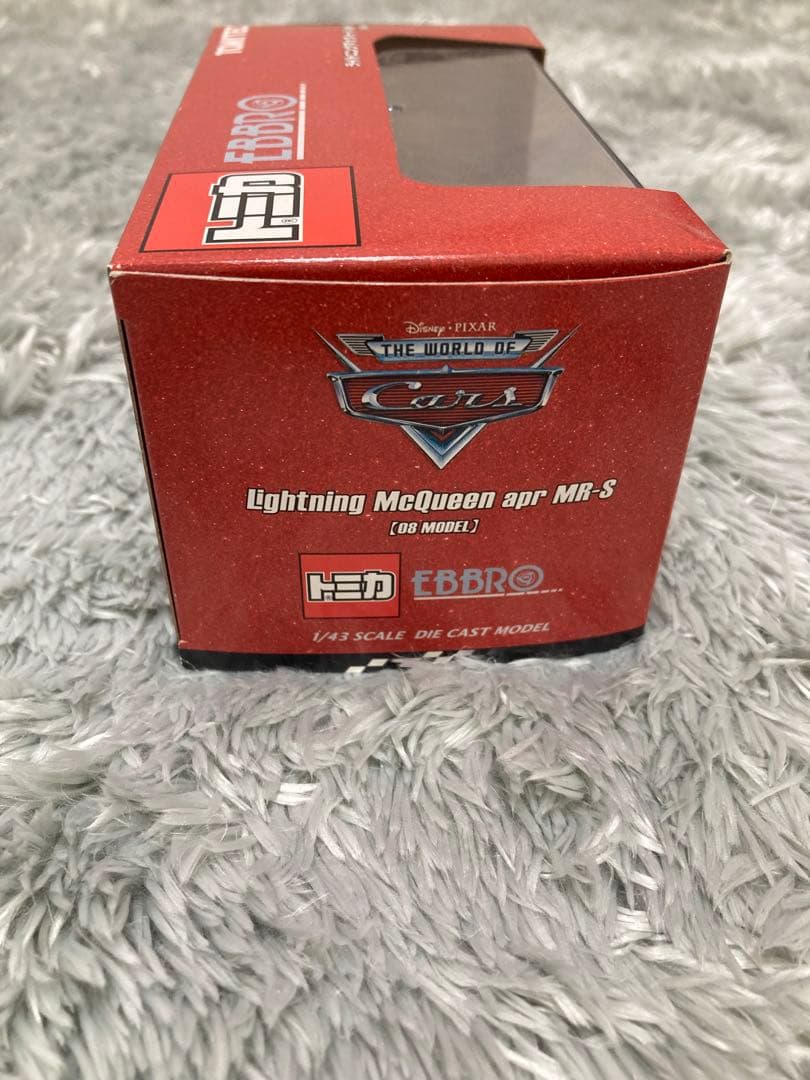 EBBRO
トミカ
Disney · PIXAR
THE WORLD OF
Cars
Lightning McQueen apr MR-S
[08 MODEL]
トミカ EBBRO
1/43 SCALE DIE CAST MODEL